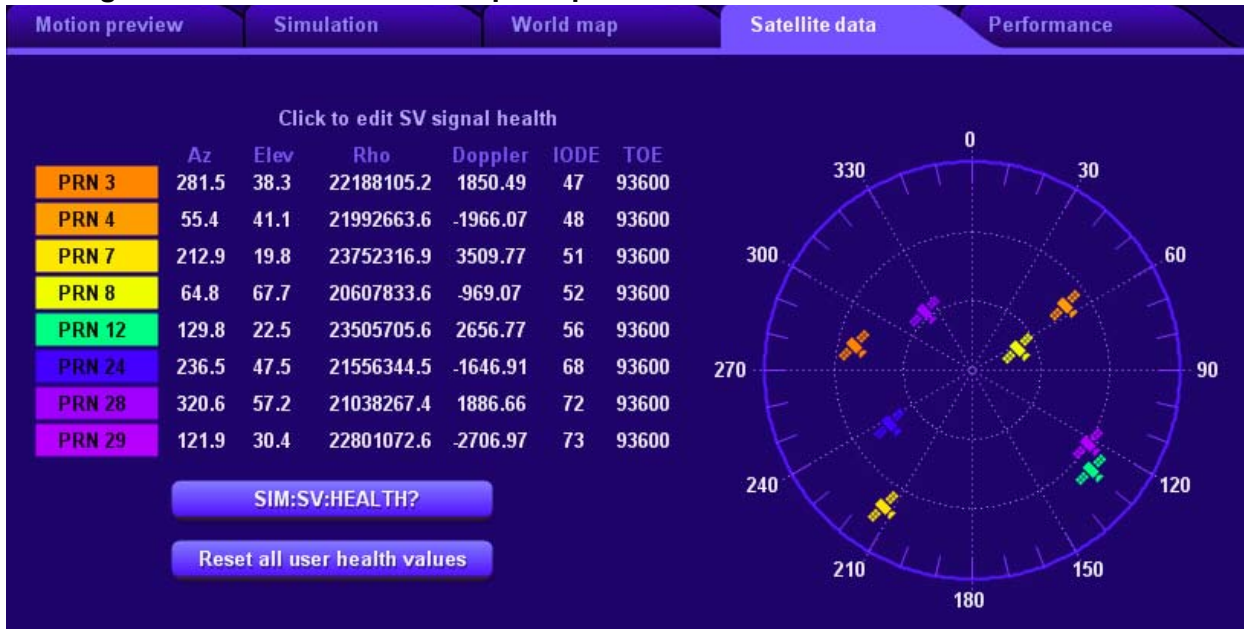 Motion preview Simulation World map Satellite data Performance
Click to edit SV signal health
Az Elev Rho Doppler IODE TOE
PRN 3 281.5 38.3 22188105.2 1850.49 47 93600
PRN 4 55.4 41.1 21992663.6 -1966.07 48 93600
PRN 7 212.9 19.8 23752316.9 3509.77 51 93600
PRN 8 64.8 67.7 20607833.6 -969.07 52 93600
PRN 12 129.8 22.5 23505705.6 2656.77 56 93600
PRN 24 236.5 47.5 21556344.5 -1646.91 68 93600
PRN 28 320.6 57.2 21038267.4 1886.66 72 93600
PRN 29 121.9 30.4 22801072.6 -2706.97 73 93600
SIM:SV:HEALTH?
Reset all user health values
0
330 30
300 60
270 90
240 120
210 150
180